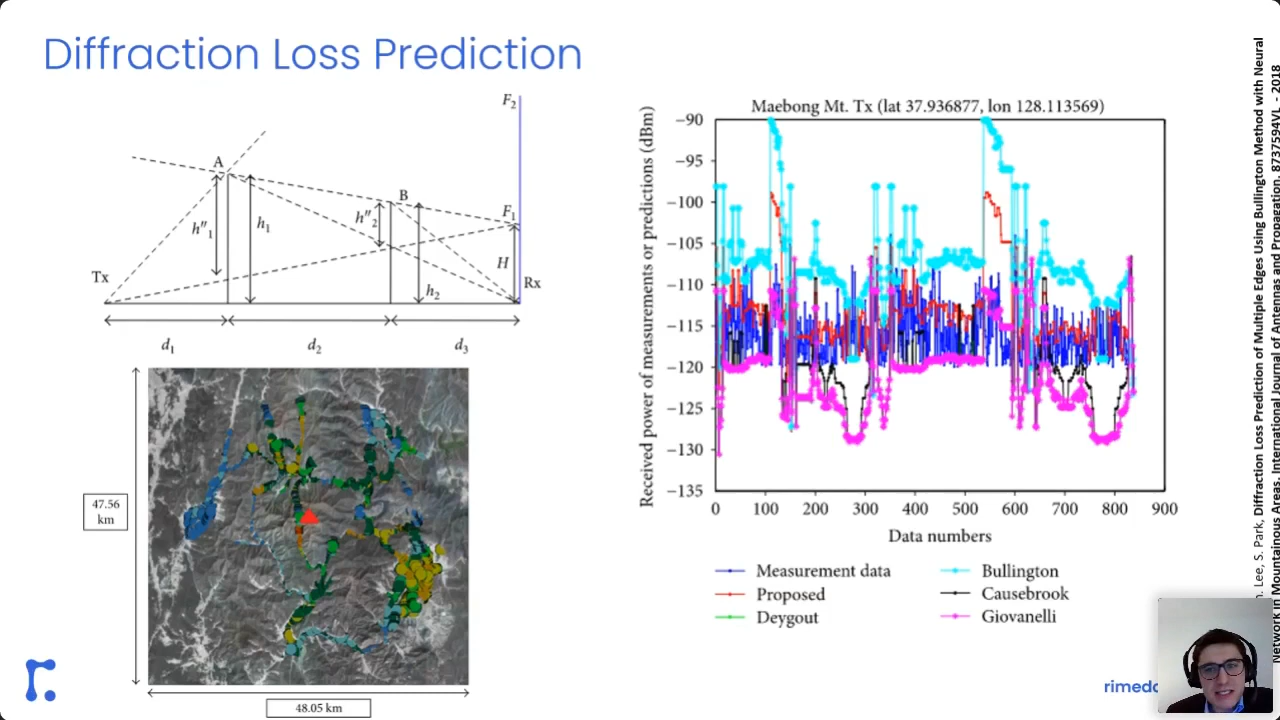 Diffraction Loss Prediction
F2
A
B
h"1
h1
h"2
F1
H
Tx
h2
Rx
d1
d2
d3
47.56
km
48.05 km
Maebong Mt. Tx (lat 37.936877, lon 128.113569)
Received power of measurements or predictions (dBm)
−90
−95
−100
−105
−110
−115
−120
−125
−130
−135
0 100 200 300 400 500 600 700 800 900
Data numbers
Measurement data
Proposed
Deygout
Bullington
Causebrook
Giovanelli
Lee, S. Park, Diffraction Loss Prediction of Multiple Edges Using Bullington Method with Neural
Network in Mountainous Areas, International Journal of Antennas and Propagation, 8737594VL - 2018
rimedo